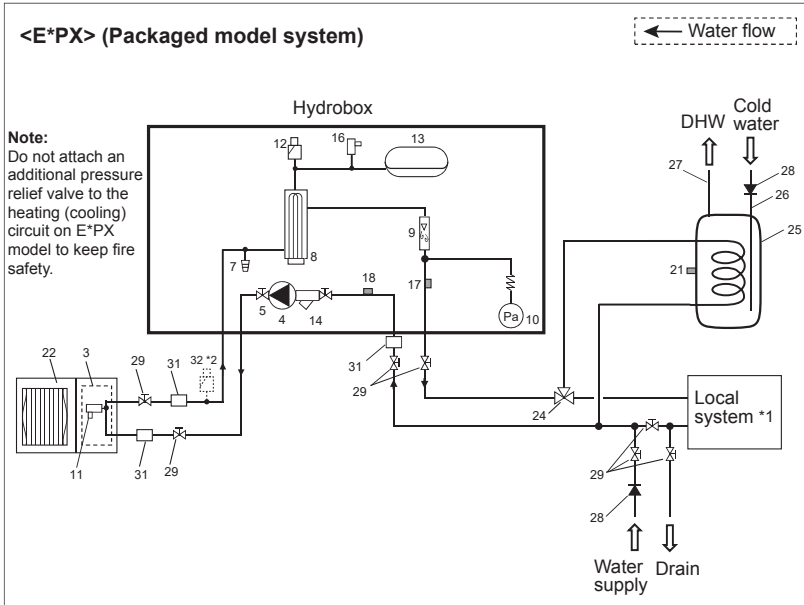 <E*PX> (Packaged model system)
Water flow
Hydrobox
Note:
Do not attach an
additional pressure
relief valve to the
heating (cooling)
circuit on E*PX
model to keep fire
safety.
DHW
Cold
water
12
16
13
27
28
26
25
9
7
8
21
18
17
5
4
14
Pa
10
22
3
29
31
32 *2
31
29
24
Local
system *1
11
31
29
29
28
Water
supply
Drain